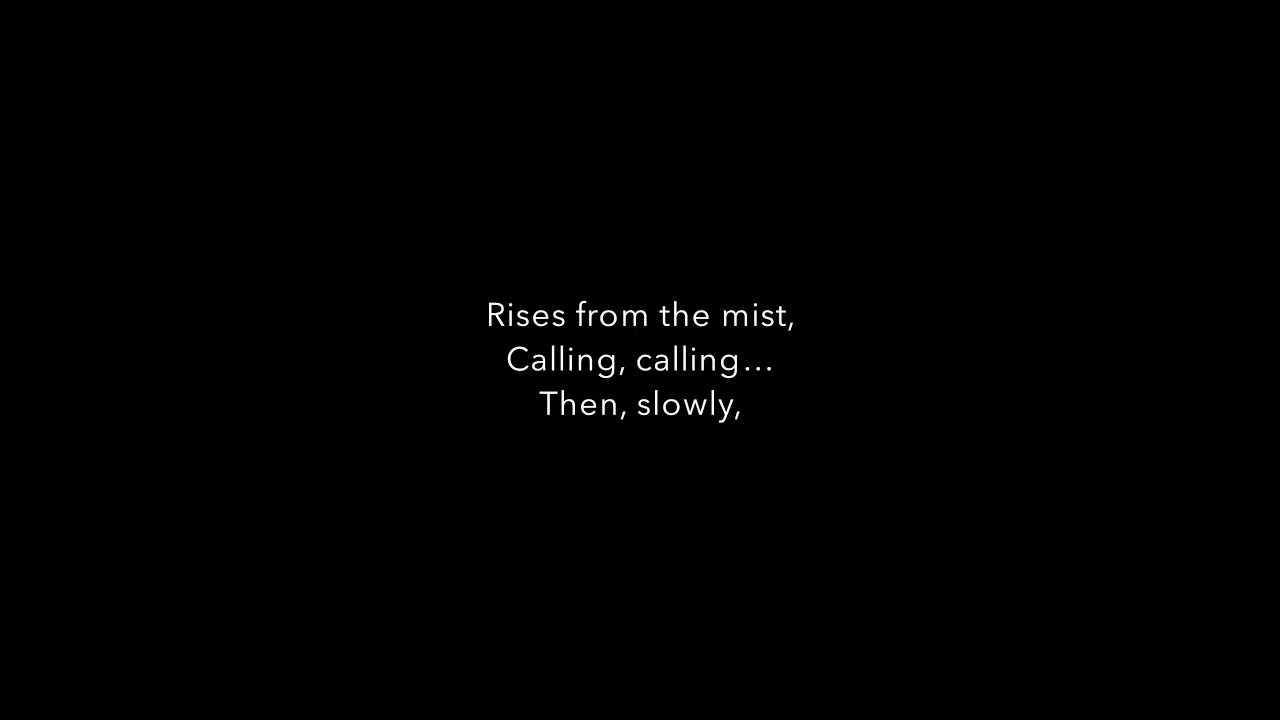 Rises from the mist,
Calling, calling…
Then, slowly,